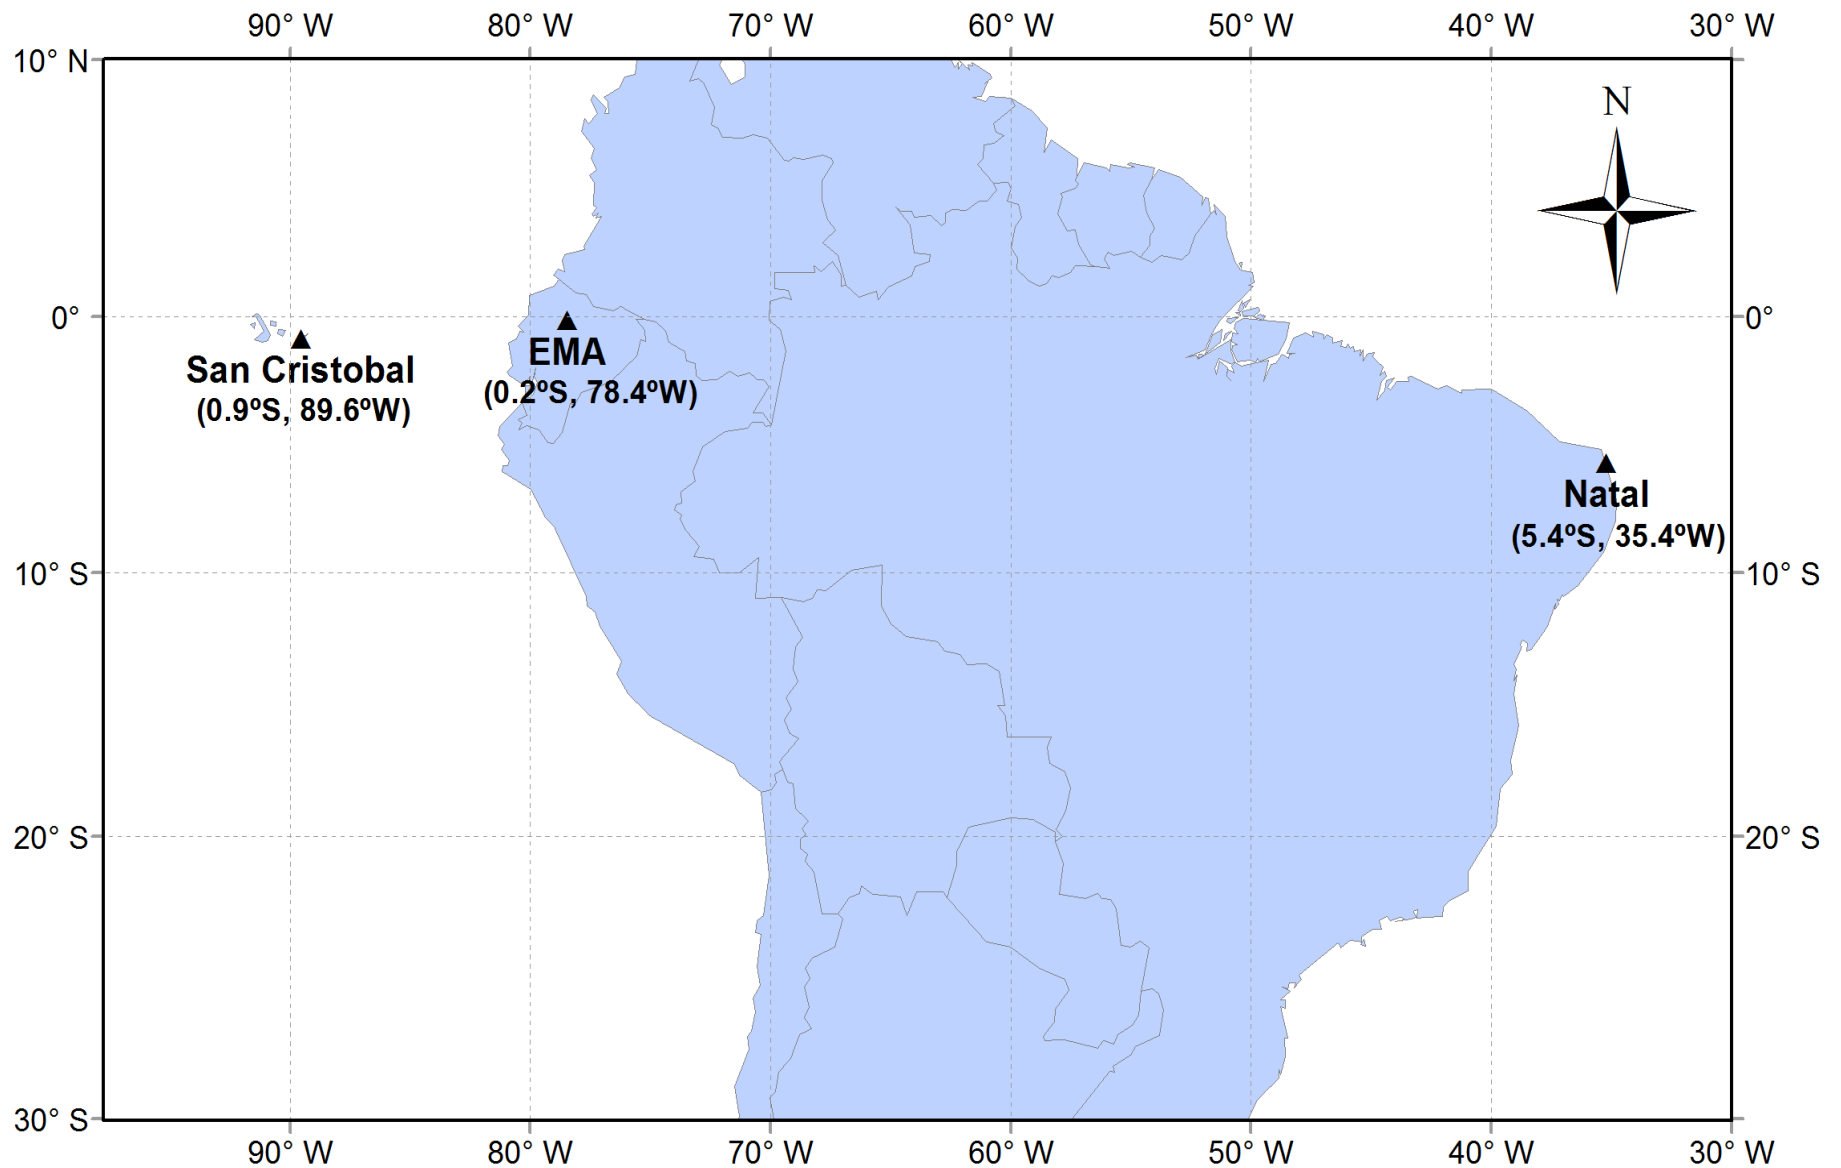 90° W 80° W 70° W 60° W 50° W 40° W 30° W
10° N
N
0° 0°
San Cristobal
(0.9ºS, 89.6ºW)
EMA
(0.2ºS, 78.4ºW)
Natal
(5.4ºS, 35.4ºW)
10° S 10° S
20° S 20° S
30° S
90° W 80° W 70° W 60° W 50° W 40° W 30° W